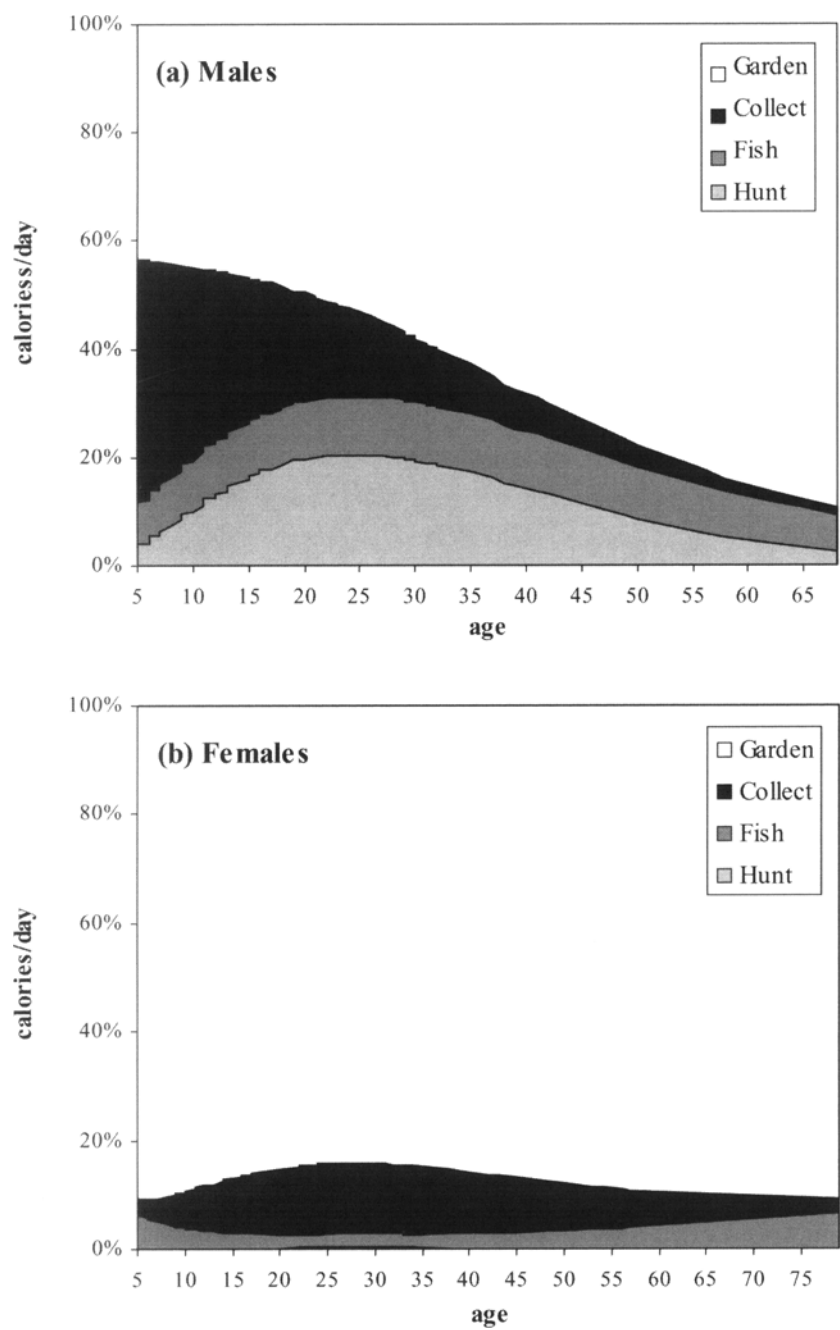 100%
(a) Males
Garden
Collect
Fish
Hunt
80%
60%
40%
20%
0%
caloriess/day
5 10 15 20 25 30 35 40 45 50 55 60 65
age
100%
(b) Females
Garden
Collect
Fish
Hunt
80%
60%
40%
20%
0%
calories/day
5 10 15 20 25 30 35 40 45 50 55 60 65 70 75
age